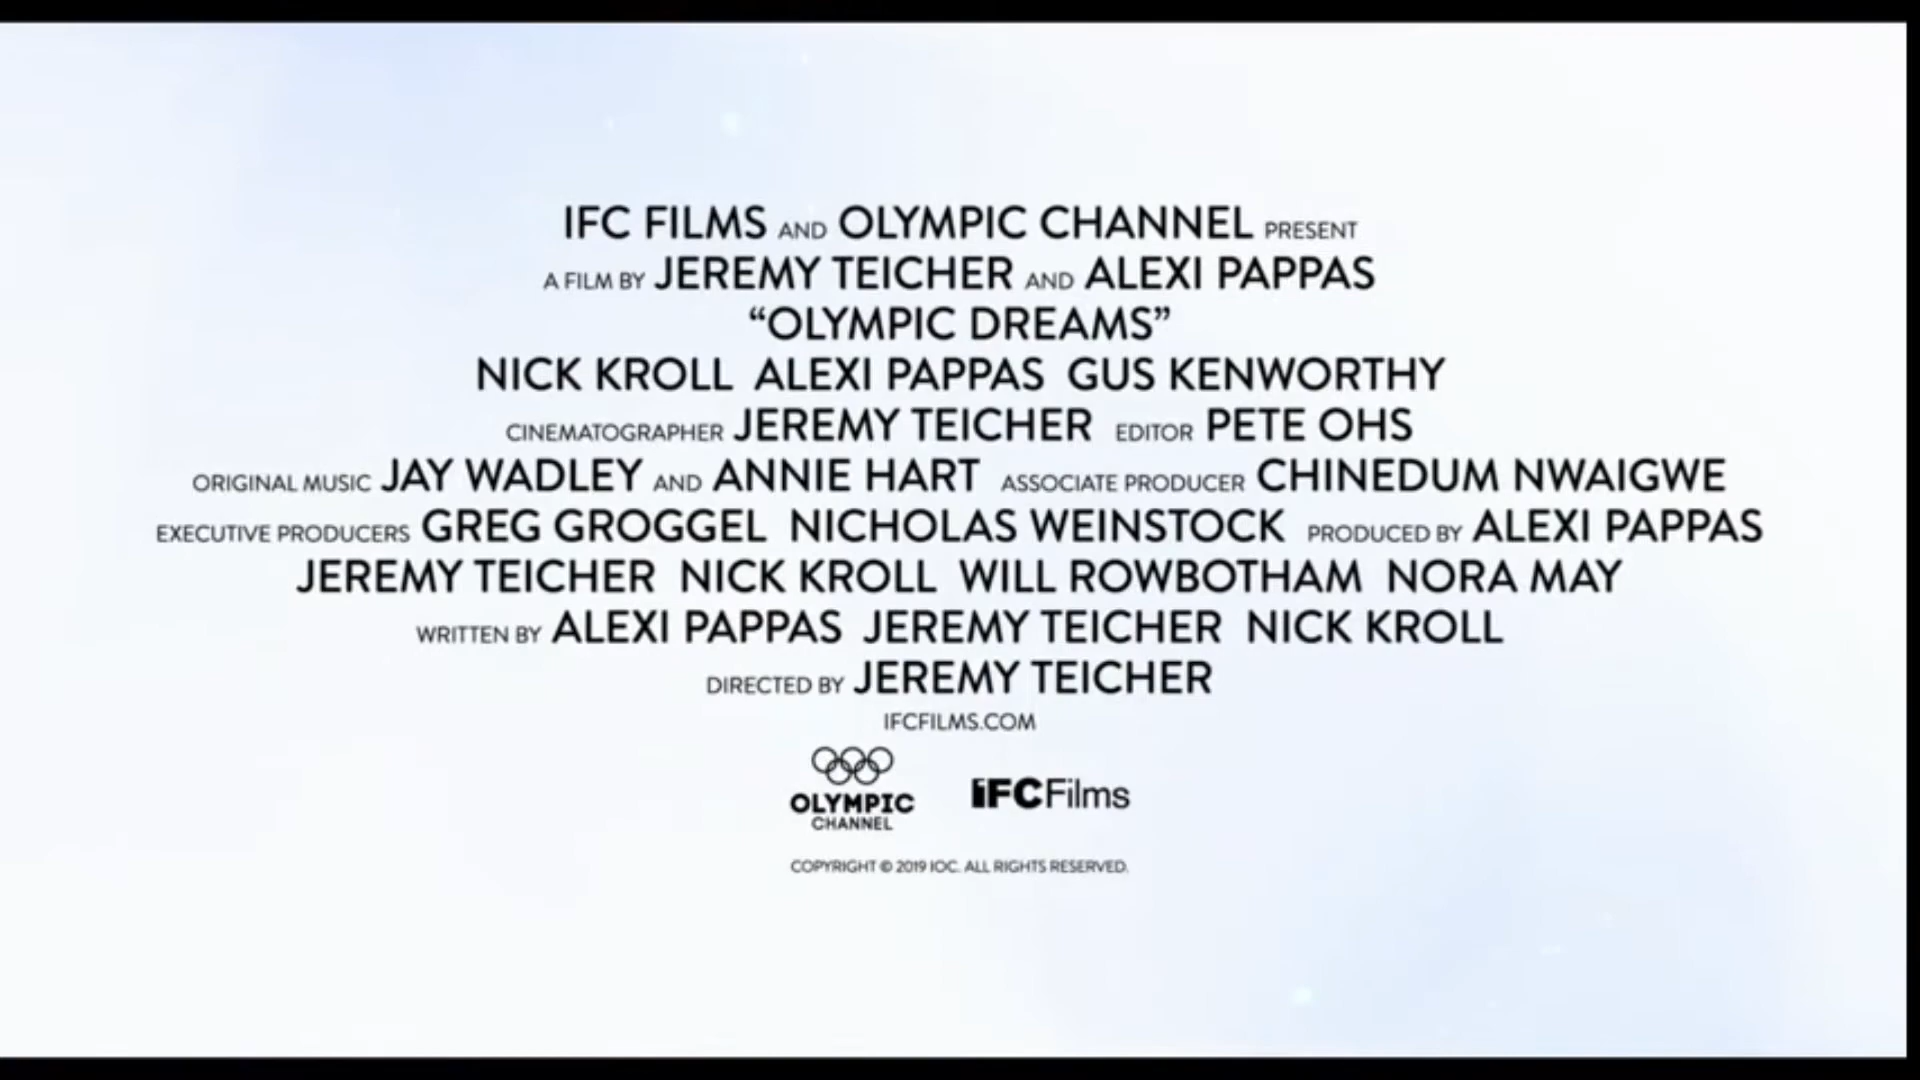 IFC FILMS AND OLYMPIC CHANNEL PRESENT
A FILM BY JEREMY TEICHER AND ALEXI PAPPAS
“OLYMPIC DREAMS”
NICK KROLL ALEXI PAPPAS GUS KENWORTHY
CINEMATOGRAPHER JEREMY TEICHER EDITOR PETE OHS
ORIGINAL MUSIC JAY WADLEY AND ANNIE HART ASSOCIATE PRODUCER CHINEDUM NWAIGWE
EXECUTIVE PRODUCERS GREG GROGGEL NICHOLAS WEINSTOCK PRODUCED BY ALEXI PAPPAS
JEREMY TEICHER NICK KROLL WILL ROWBOTHAM NORA MAY
WRITTEN BY ALEXI PAPPAS JEREMY TEICHER NICK KROLL
DIRECTED BY JEREMY TEICHER
IFCFILMS.COM
OLYMPIC
CHANNEL
IFCFilms
COPYRIGHT © 2019 IOC. ALL RIGHTS RESERVED.